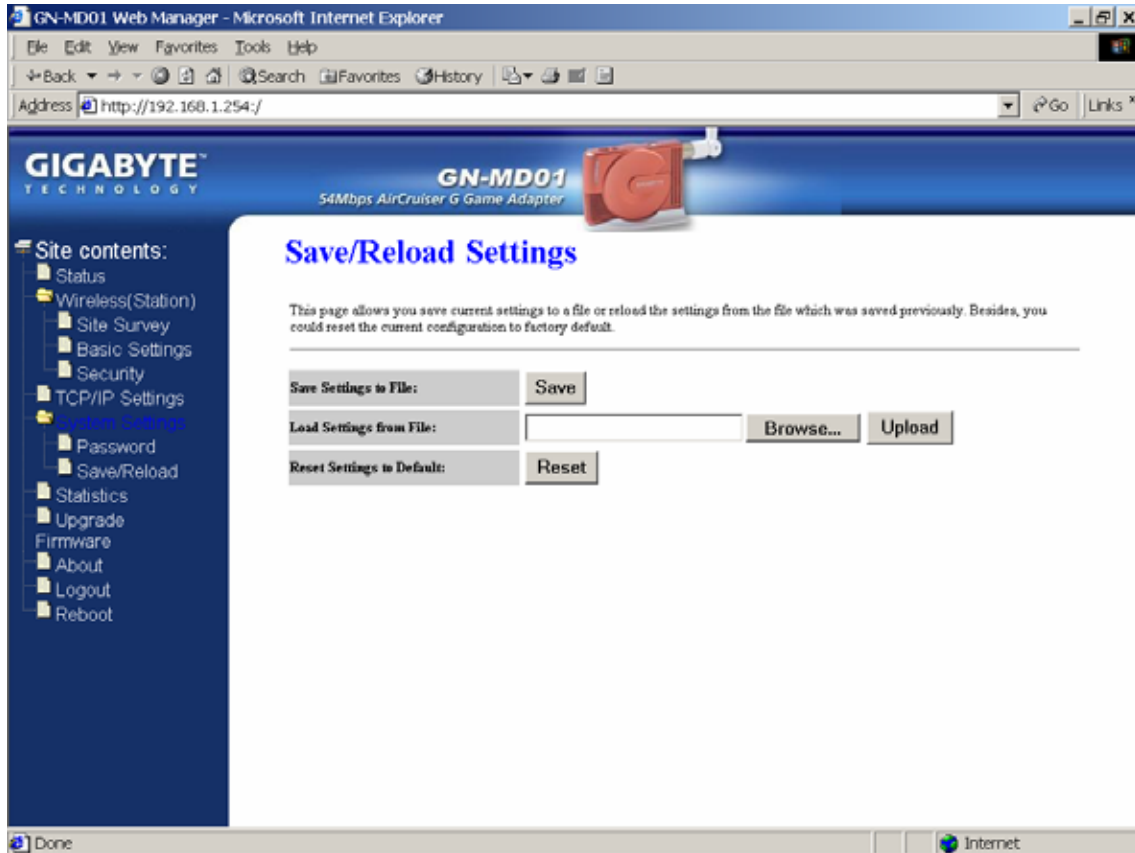 GN-MD01 Web Manager - Microsoft Internet Explorer
File Edit View Favorites Tools Help
Back Search Favorites History
Address http://192.168.1.254:/ Go Links
GIGABYTE™
TECHNOLOGY
GN-MD01
54Mbps AirCruiser G Game Adapter
Site contents:
Status
Wireless(Station)
Site Survey
Basic Settings
Security
TCP/IP Settings
System Settings
Password
Save/Reload
Statistics
Upgrade
Firmware
About
Logout
Reboot
Save/Reload Settings
This page allows you save current settings to a file or reload the settings from the file which was saved previously. Besides, you
could reset the current configuration to factory default.
Save Settings to File: Save
Load Settings from File: Browse... Upload
Reset Settings to Default: Reset
Done Internet